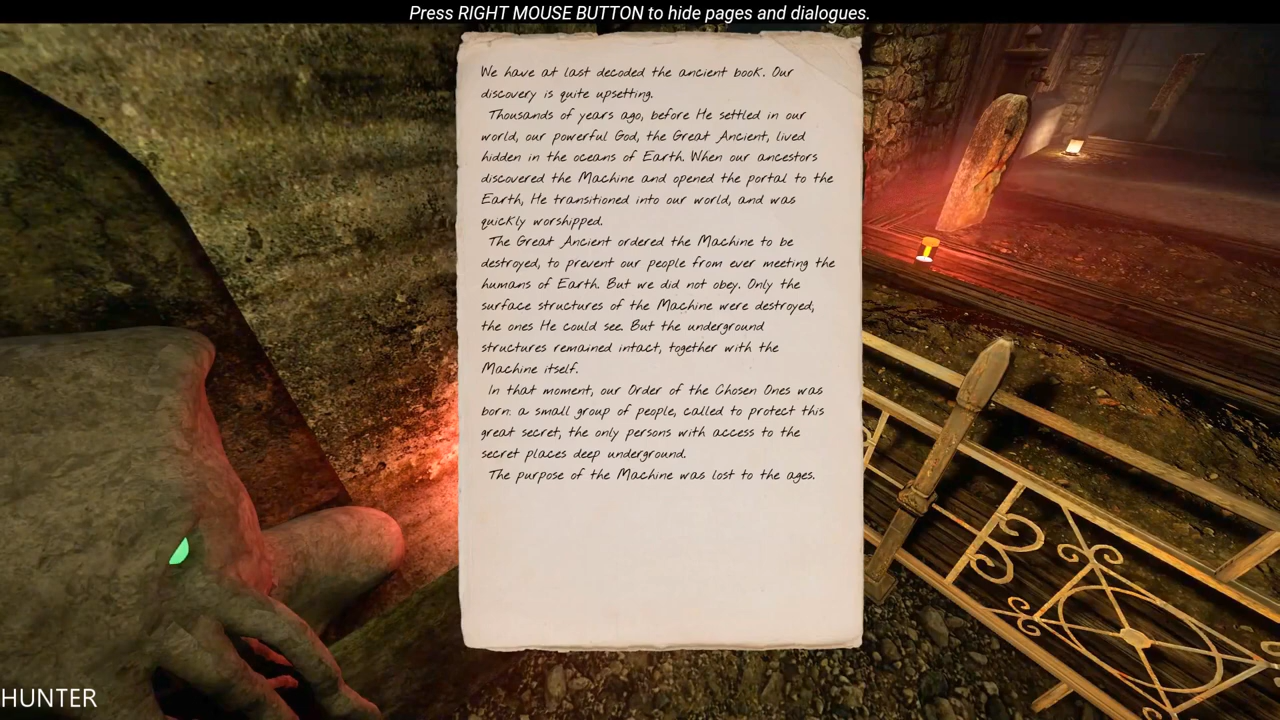 Press RIGHT MOUSE BUTTON to hide pages and dialogues.
We have at last decoded the ancient book. Our
discovery is quite upsetting.
Thousands of years ago, before He settled in our
world, our powerful God, the Great Ancient, lived
hidden in the oceans of Earth. When our ancestors
discovered the Machine and opened the portal to the
Earth, He transitioned into our world, and was
quickly worshipped.
The Great Ancient ordered the Machine to be
destroyed, to prevent our people from ever meeting the
humans of Earth. But we did not obey. Only the
surface structures of the Machine were destroyed,
the ones He could see. But the underground
structures remained intact, together with the
Machine itself.
In that moment, our Order of the Chosen Ones was
born: a small group of people, called to protect this
great secret, the only persons with access to the
secret places deep underground.
The purpose of the Machine was lost to the ages.
HUNTER